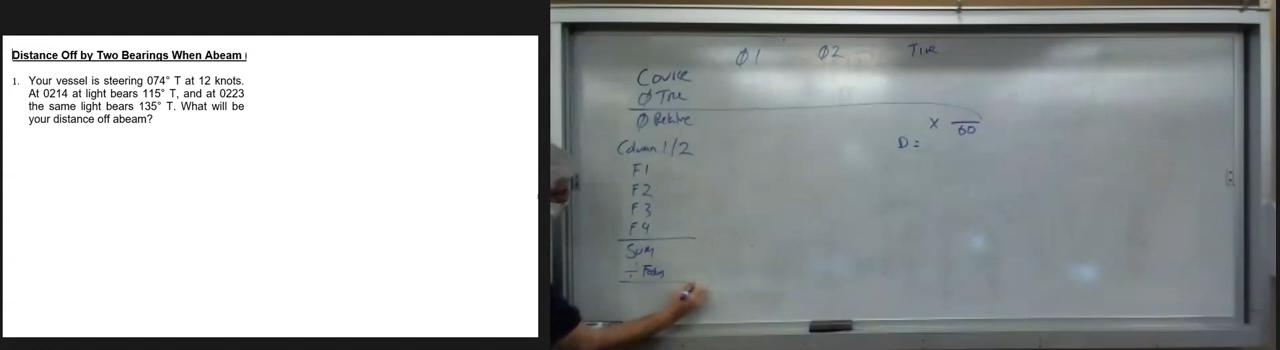 Distance Off by Two Bearings When Abeam
1. Your vessel is steering 074° T at 12 knots.
At 0214 at light bears 115° T, and at 0223
the same light bears 135° T. What will be
your distance off abeam?
Ø1 Ø2 Time
Course
Ø True
Ø Relative
Column 1/2
F1
F2
F3
F4
Sum
÷
D = × 60